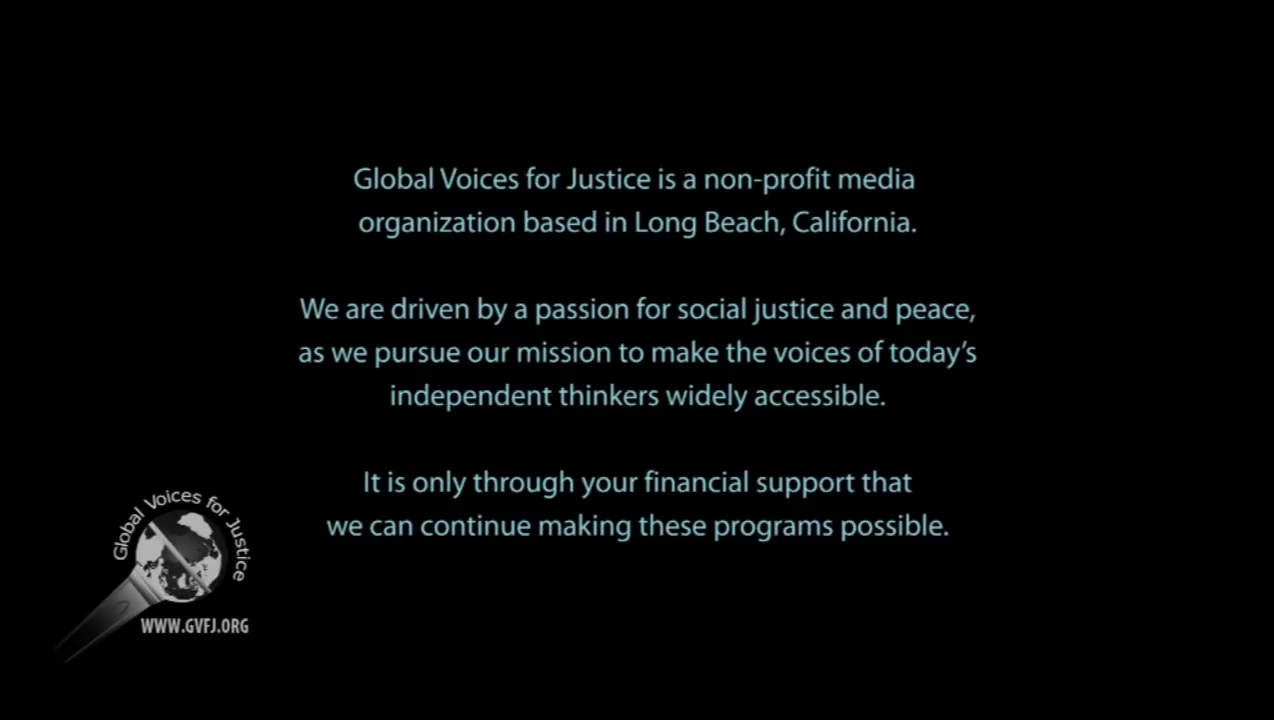 Global Voices for Justice is a non-profit media
organization based in Long Beach, California.
We are driven by a passion for social justice and peace,
as we pursue our mission to make the voices of today's
independent thinkers widely accessible.
It is only through your financial support that
we can continue making these programs possible.
Global Voices for Justice
WWW.GVFJ.ORG